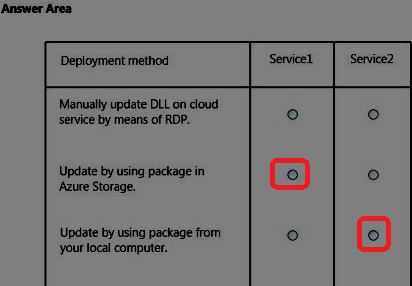 Answer Area
Deployment method Service1 Service2
Manually update DLL on cloud
service by means of RDP.
Update by using package in
Azure Storage.
Update by using package from
your local computer.